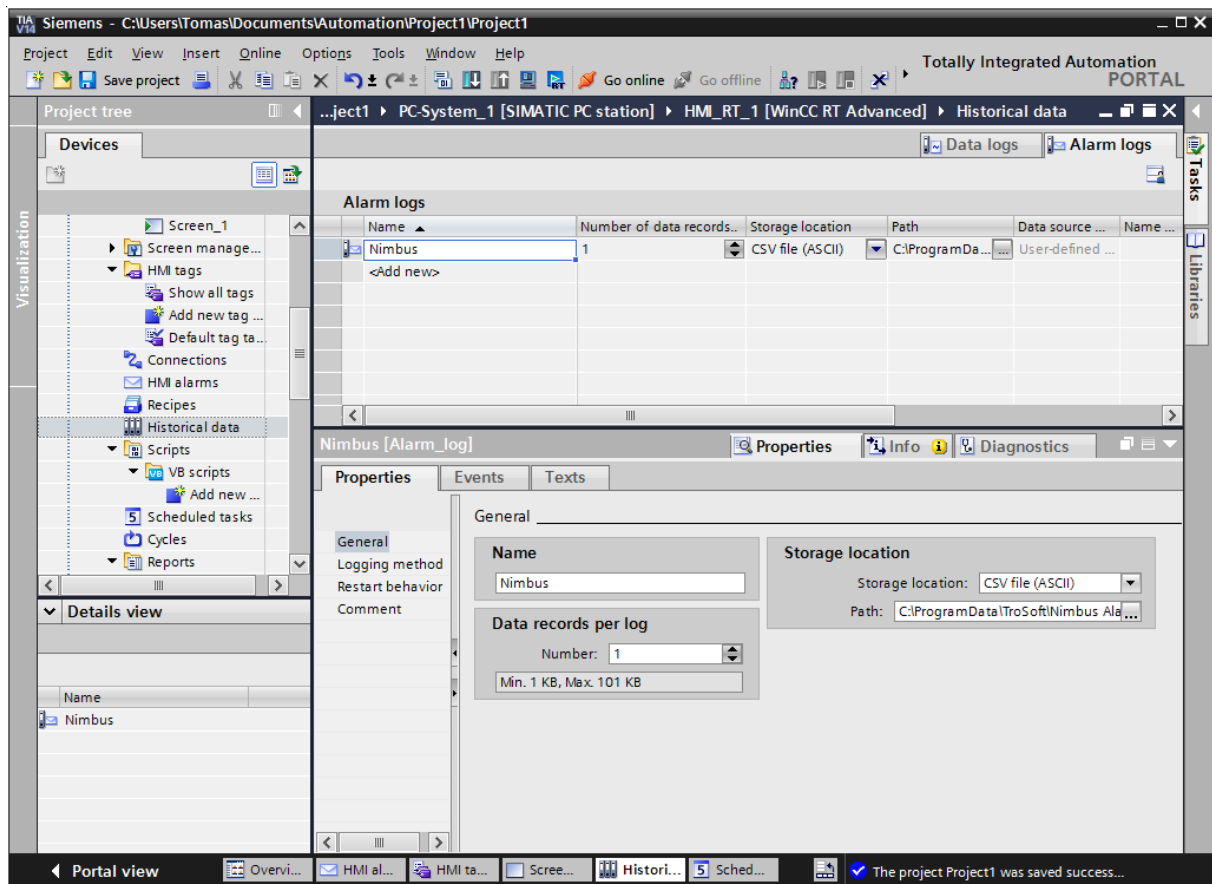 TIA V14 Siemens - C:\Users\Tomas\Documents\Automation\Project1\Project1
Project Edit View Insert Online Options Tools Window Help
Totally Integrated Automation
PORTAL
Save project Go online Go offline
Project tree
...ject1 PC-System_1 [SIMATIC PC station] HMI_RT_1 [WinCC RT Advanced] Historical data
Devices
Data logs Alarm logs
Visualization
Screen_1
Screen manage...
HMI tags
Show all tags
Add new tag ...
Default tag ta...
Connections
HMI alarms
Recipes
Historical data
Scripts
VB scripts
Add new ...
5 Scheduled tasks
Cycles
Reports
Details view
Name
Nimbus
Alarm logs
Name Number of data records.. Storage location Path Data source ... Name ...
Nimbus 1 CSV file (ASCII) C:\ProgramDa... ... User-defined ...
<Add new>
Tasks
Libraries
Nimbus [Alarm_log]
Properties Info Diagnostics
Properties Events Texts
General
Logging method
Restart behavior
Comment
General
Name
Nimbus
Data records per log
Number: 1
Min. 1 KB, Max. 101 KB
Storage location
Storage location: CSV file (ASCII)
Path: C:\ProgramData\TroSoft\Nimbus Ala ...
Portal view Overvi... HMI al... HMI ta... Scree... Histori... 5 Sched... The project Project1 was saved success...